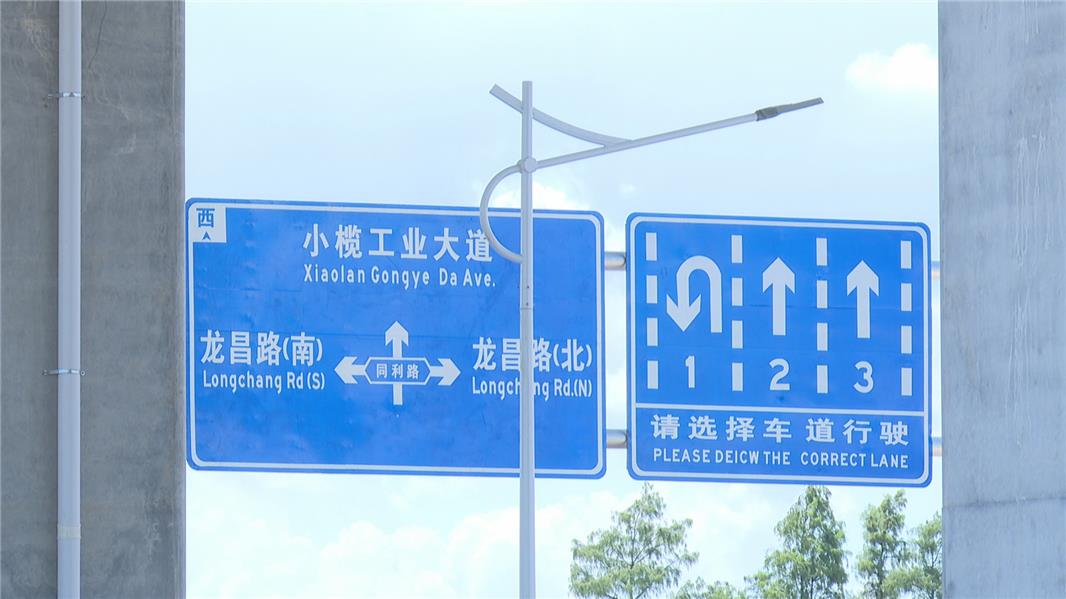 西
小榄工业大道
Xiaolan Gongye Da Ave.
龙昌路(南)
Longchang Rd(S)
同利路
龙昌路(北)
Longchang Rd.(N)
1 2 3
请选择车道行驶
PLEASE DEICW THE CORRECT LANE